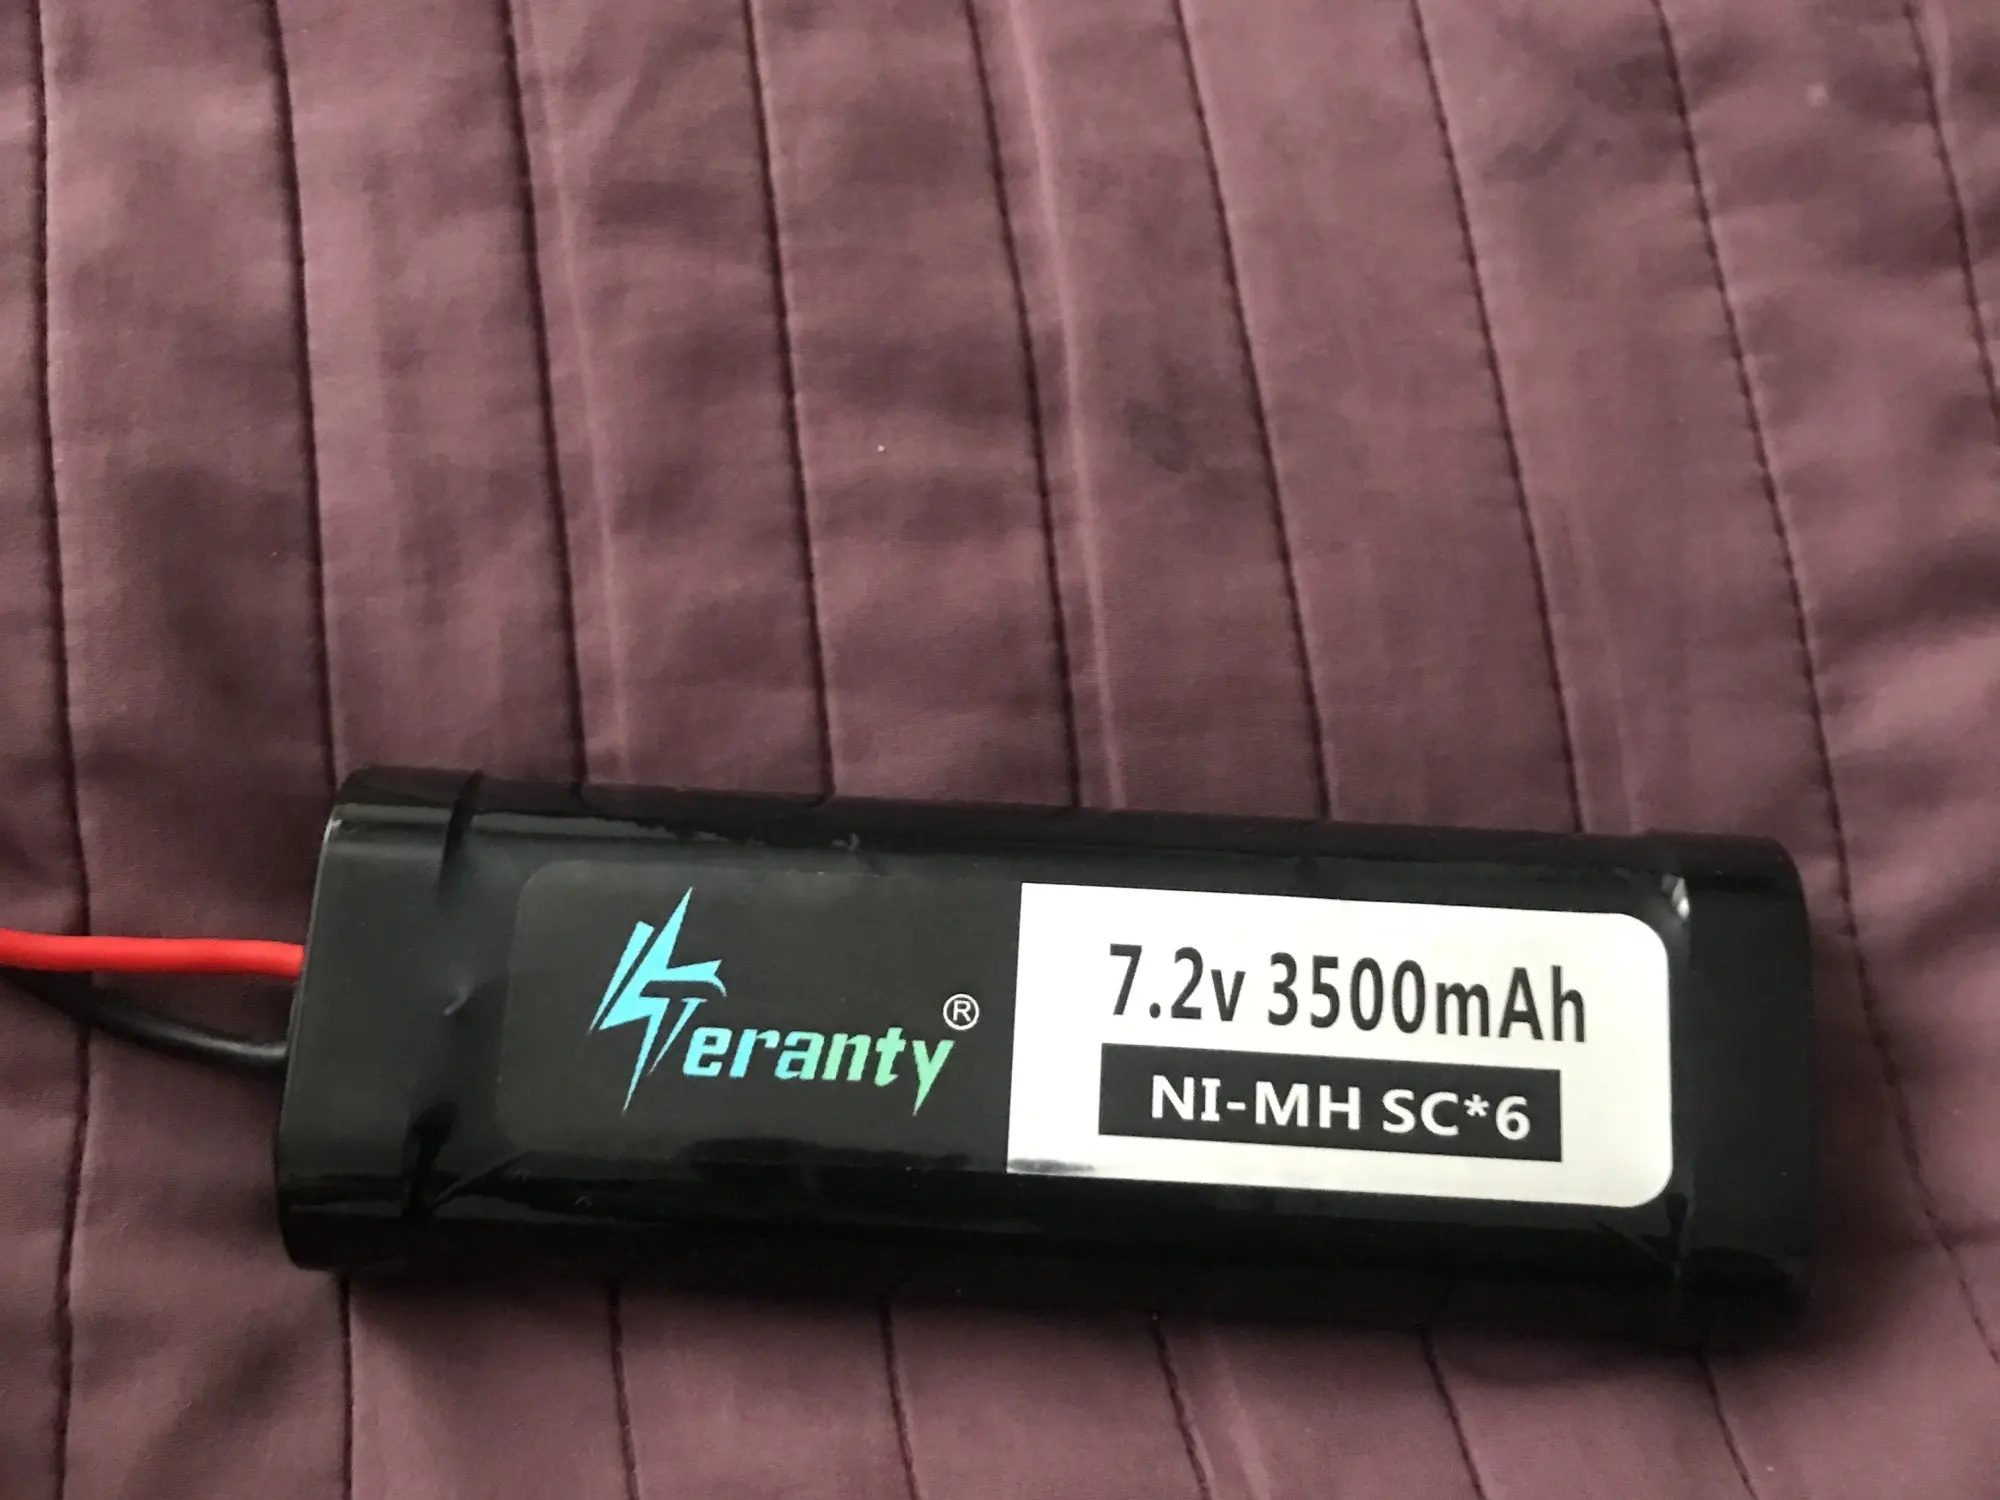 Teranty®
7.2v 3500mAh
NI-MH SC*6